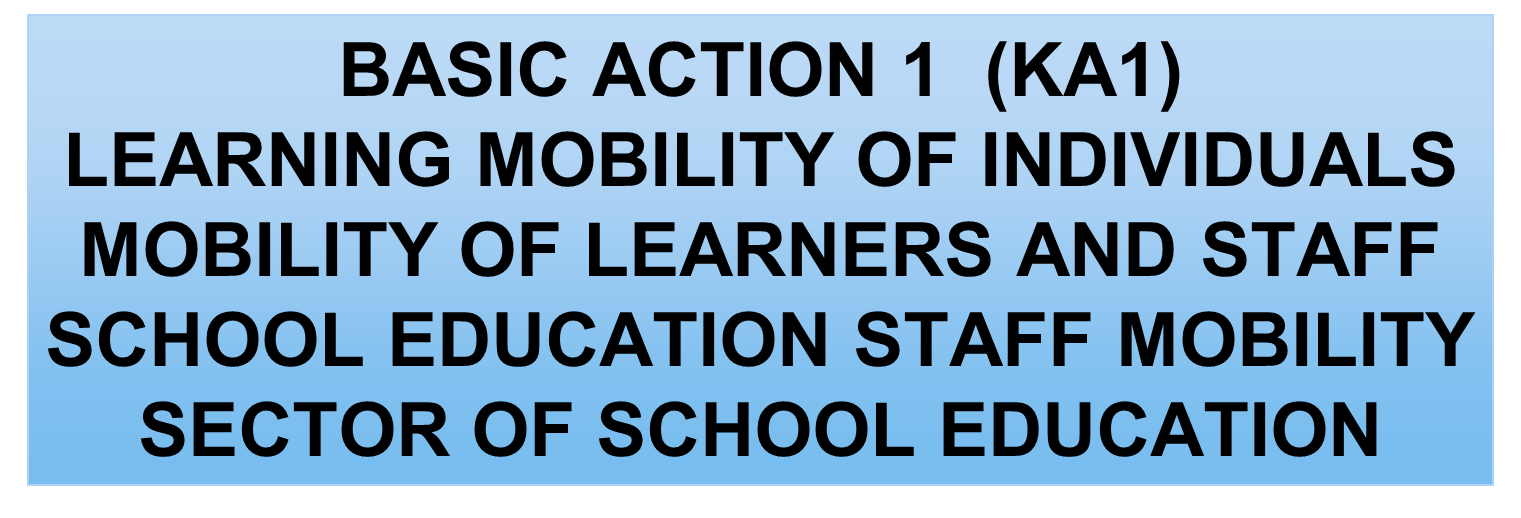 BASIC ACTION 1  (KA1)
LEARNING MOBILITY OF INDIVIDUALS
MOBILITY OF LEARNERS AND STAFF
SCHOOL EDUCATION STAFF MOBILITY
SECTOR OF SCHOOL EDUCATION